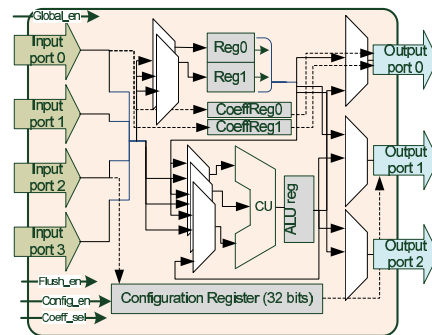 Global_en
Input
port 0
Input
port 1
Input
port 2
Input
port 3
Reg0
Reg1
CoeffReg0
CoeffReg1
CU
ALU reg
Output
port 0
Output
port 1
Output
port 2
Flush_en
Config_en
Coeff_sel
Configuration Register (32 bits)